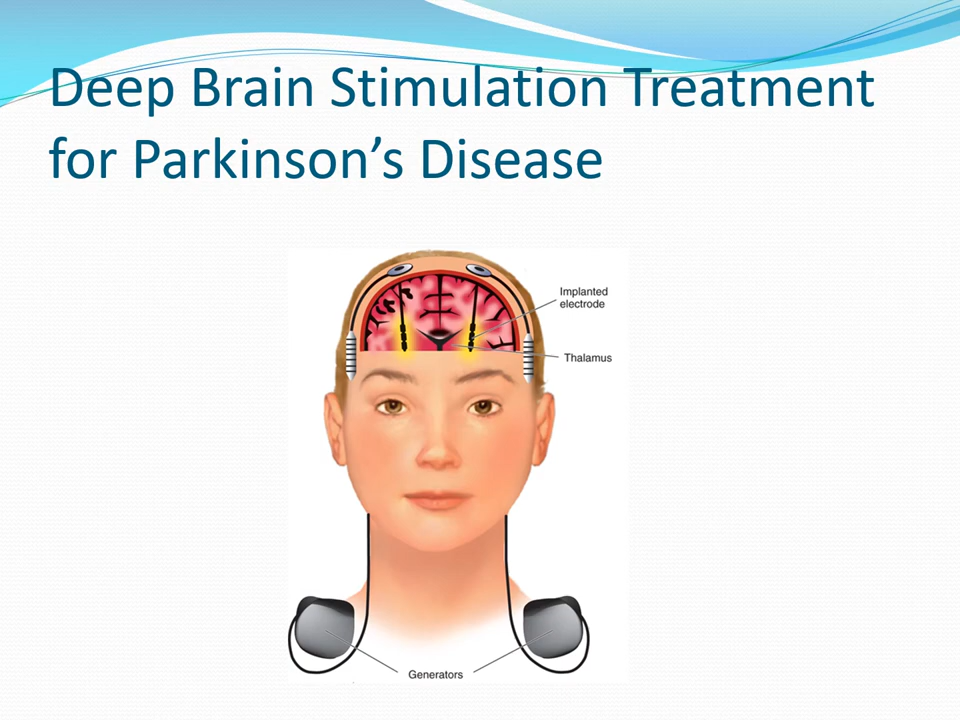 Deep Brain Stimulation Treatment
for Parkinson’s Disease
Implanted
electrode
Thalamus
Generators